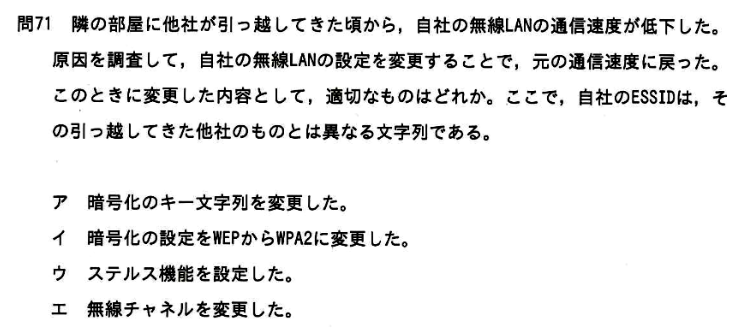 問71 隣の部屋に他社が引っ越してきた頃から，自社の無線LANの通信速度が低下した。
原因を調査して，自社の無線LANの設定を変更することで，元の通信速度に戻った。
このときに変更した内容として，適切なものはどれか。ここで，自社のESSIDは，そ
の引っ越してきた他社のものとは異なる文字列である。
ア 暗号化のキー文字列を変更した。
イ 暗号化の設定をWEPからWPA2に変更した。
ウ ステルス機能を設定した。
エ 無線チャネルを変更した。